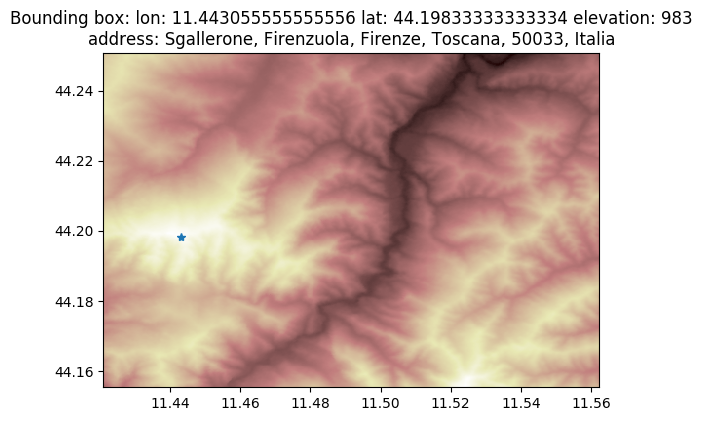 Bounding box: lon: 11.443055555555556 lat: 44.19833333333334 elevation: 983
address: Sgallerone, Firenzuola, Firenze, Toscana, 50033, Italia
44.24
44.22
44.20
44.18
44.16
11.44 11.46 11.48 11.50 11.52 11.54 11.56